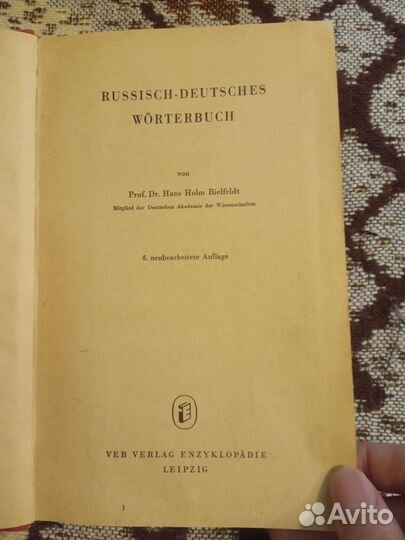 RUSSISCH-DEUTSCHES
WÖRTERBUCH
von
Prof. Dr. Hans Holm Bielfeldt
Mitglied der Deutschen Akademie der Wissenschaften
8. neubearbeitete Auflage
VEB VERLAG ENZYKLOPÄDIE
LEIPZIG
Avito